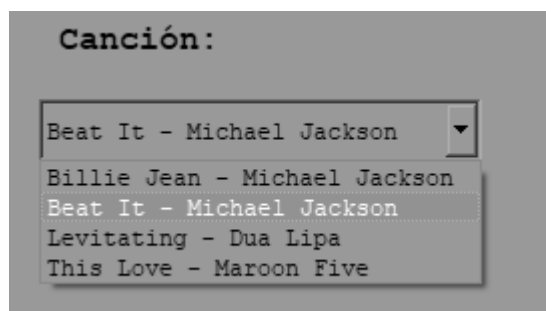 Canción:
Beat It - Michael Jackson
Billie Jean - Michael Jackson
Beat It - Michael Jackson
Levitating - Dua Lipa
This Love - Maroon Five